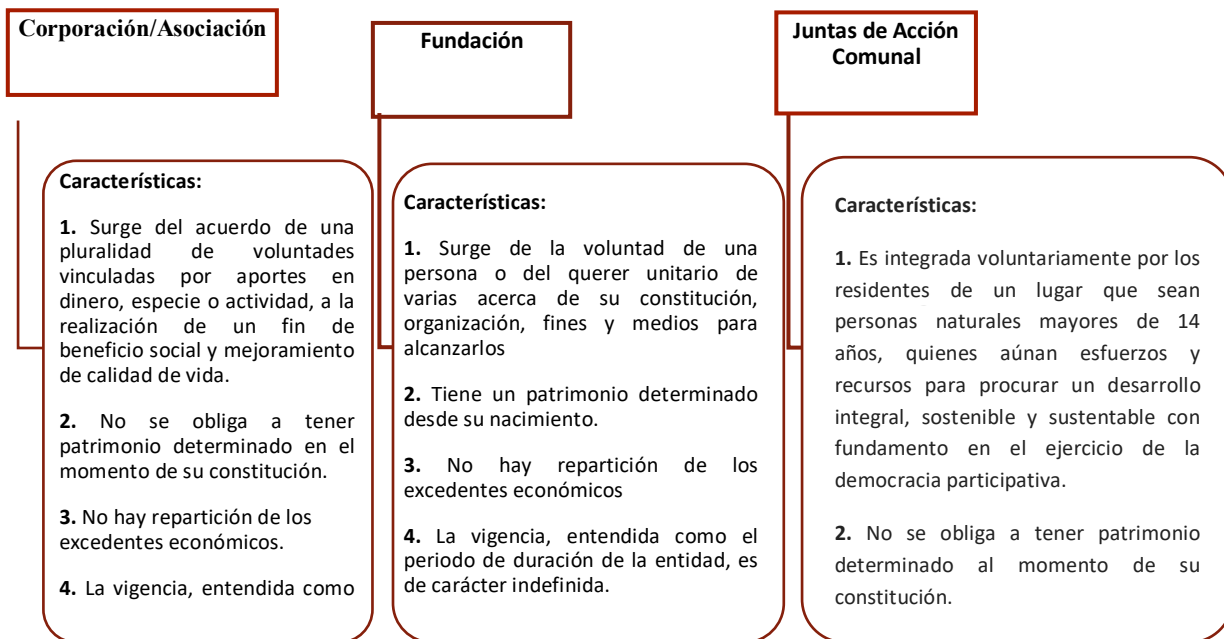 Corporación/Asociación
Características:
1. Surge del acuerdo de una
pluralidad de voluntades
vinculadas por aportes en
dinero, especie o actividad, a la
realización de un fin de
beneficio social y mejoramiento
de calidad de vida.
2. No se obliga a tener
patrimonio determinado en el
momento de su constitución.
3. No hay repartición de los
excedentes económicos.
4. La vigencia, entendida como
Fundación
Características:
1. Surge de la voluntad de una
persona o del querer unitario de
varias acerca de su constitución,
organización, fines y medios para
alcanzarlos
2. Tiene un patrimonio determinado
desde su nacimiento.
3. No hay repartición de los
excedentes económicos
4. La vigencia, entendida como el
periodo de duración de la entidad, es
de carácter indefinida.
Juntas de Acción
Comunal
Características:
1. Es integrada voluntariamente por los
residentes de un lugar que sean
personas naturales mayores de 14
años, quienes aúnan esfuerzos y
recursos para procurar un desarrollo
integral, sostenible y sustentable con
fundamento en el ejercicio de la
democracia participativa.
2. No se obliga a tener patrimonio
determinado al momento de su
constitución.